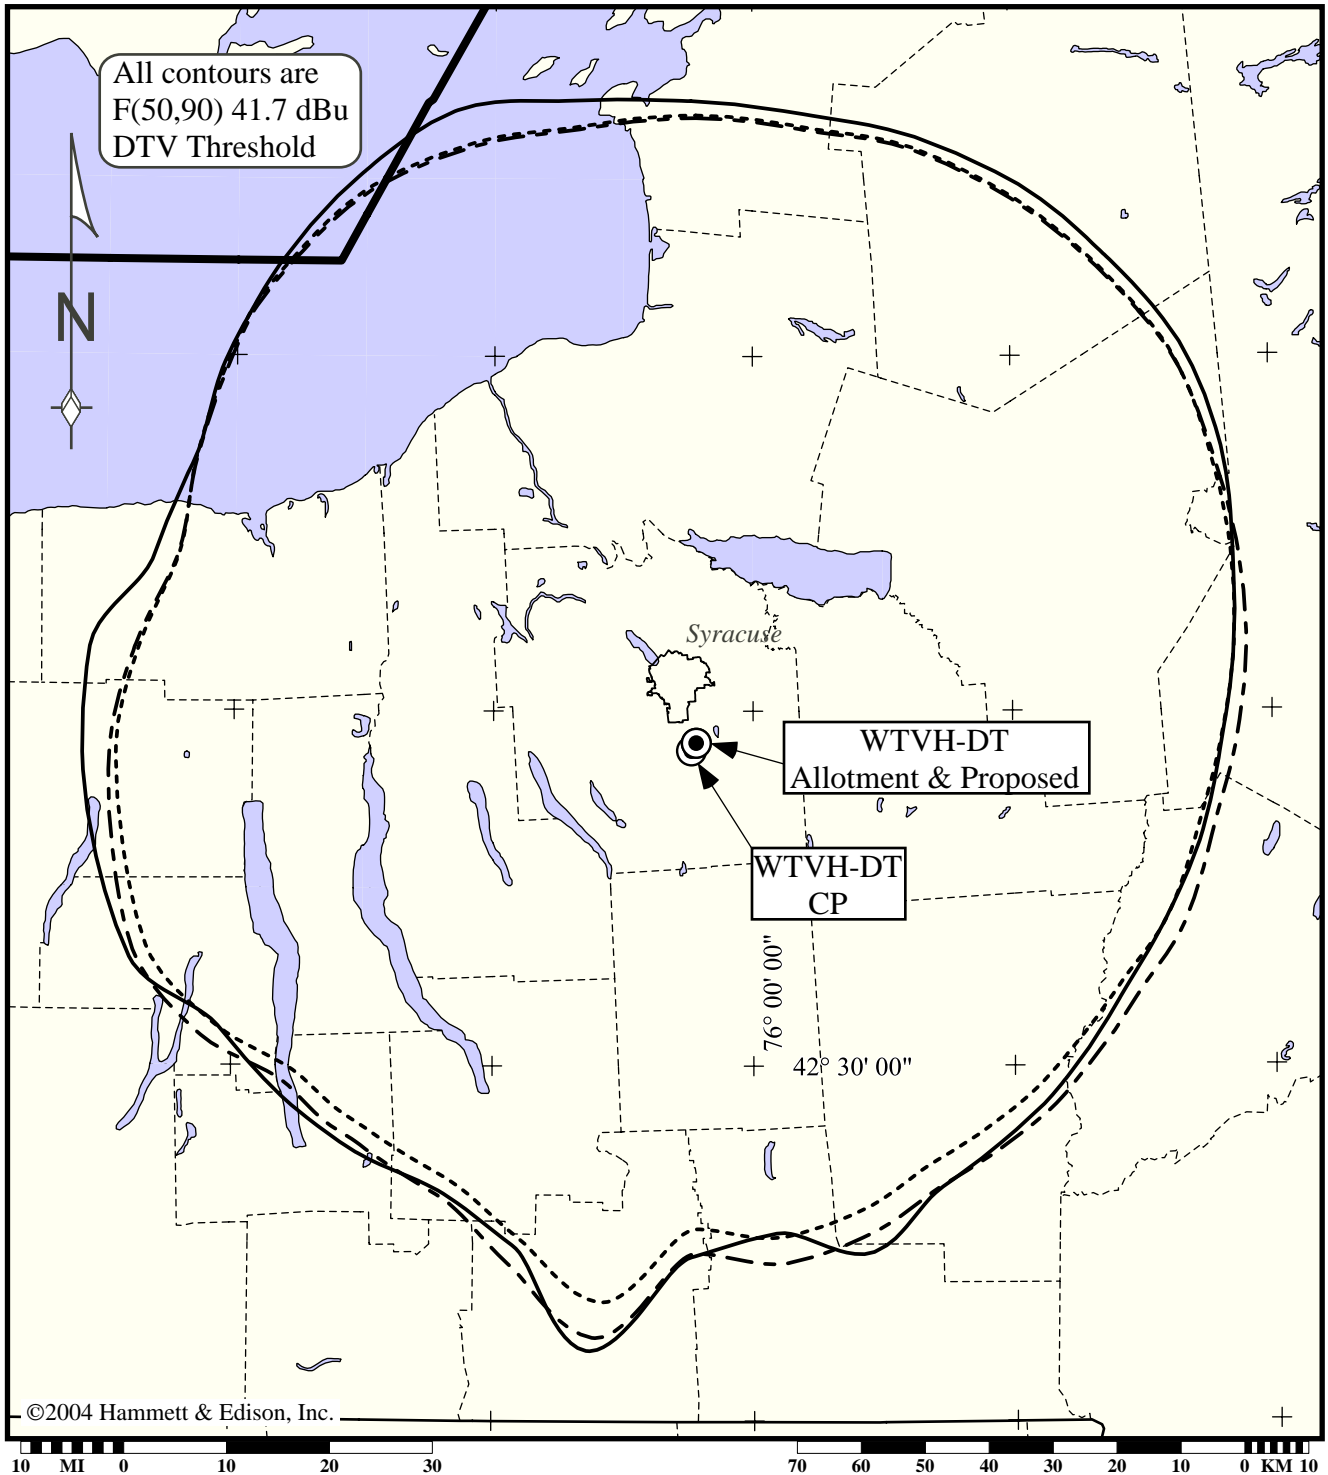 All contours are
F(50,90) 41.7 dBu
DTV Threshold
N
Syracuse
WTVH-DT
Allotment & Proposed
WTVH-DT
CP
76° 00' 00"
42° 30' 00"
©2004 Hammett & Edison, Inc.
10 MI 0 10 20 30 70 60 50 40 30 20 10 0 KM 10